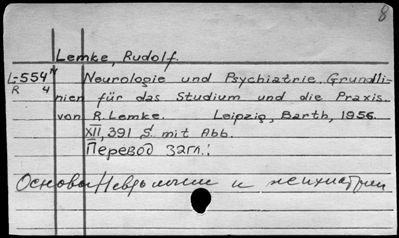 8
Lemke, Rudolf.
L-554 Neurologie und Psychiatrie. Grundli-
R 4 nien für das Studium und die Praxis
von R. Lemke. Leipzig, Barth, 1956.
XII, 391 S. mit Abb.
Перевод загл.:
Основы неврологии и психиатрии